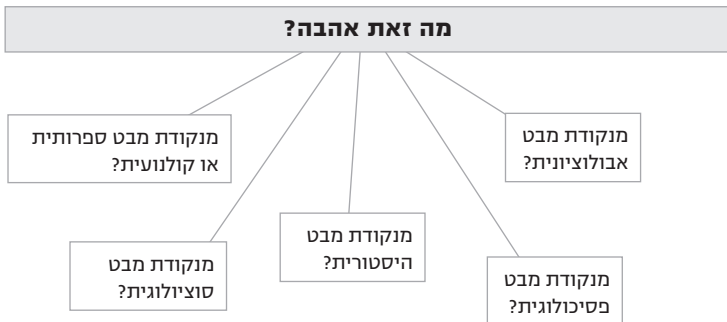 מה זאת אהבה?
מנקודת מבט
אבולוציונית?
מנקודת מבט ספרותית
או קולנועית?
מנקודת מבט
היסטורית?
מנקודת מבט
פסיכולוגית?
מנקודת מבט
סוציולוגית?